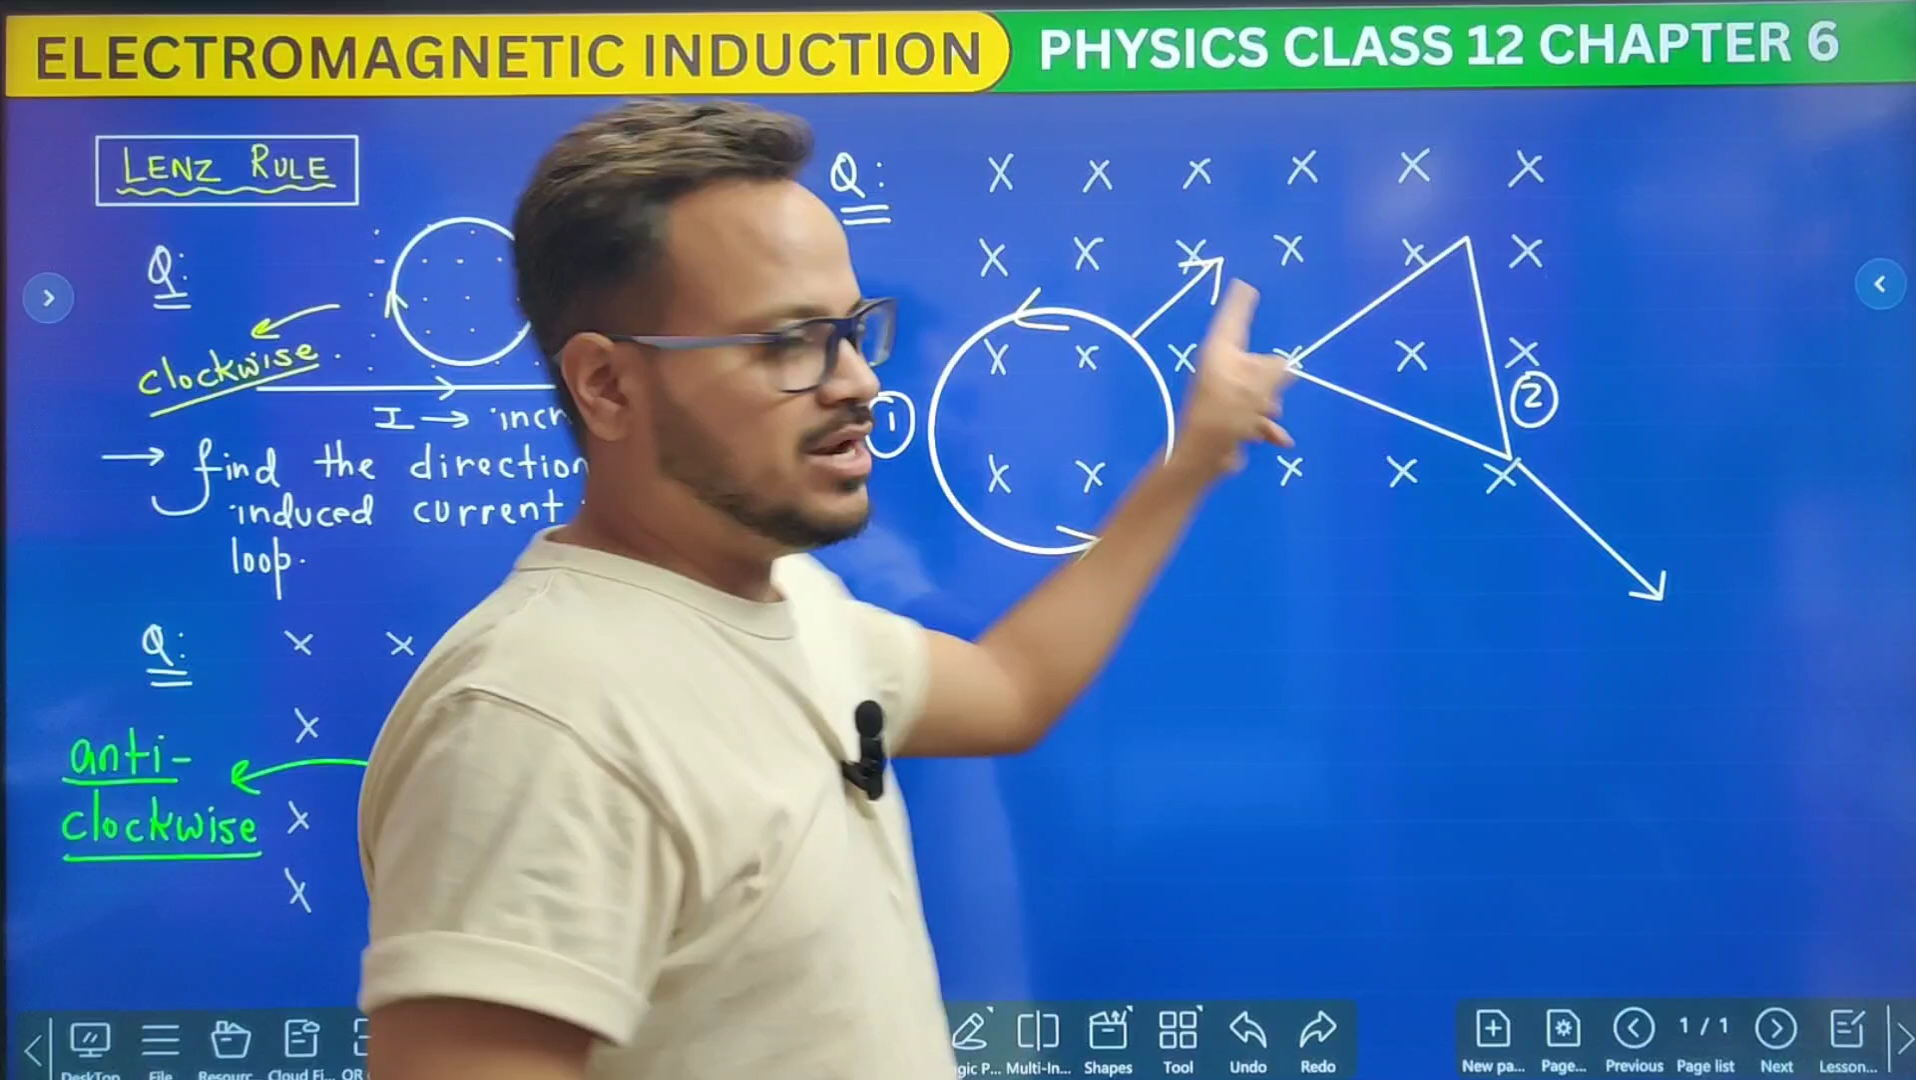 ELECTROMAGNETIC INDUCTION
PHYSICS CLASS 12 CHAPTER 6
LENZ RULE
Q:
clockwise
I → incr
→ find the direction
induced current
loop.
Q:
x x
x
anti-
clockwise
x
x
Q:
x x x x x x
x x x x x x
x x x x x x
1
2
x x x x x
DeskTop
File
Resourc...
Cloud Fi...
Multi-In...
Shapes
Tool
Undo
Redo
New pa...
Page...
Previous
1 / 1
Page list
Next
Lesson...